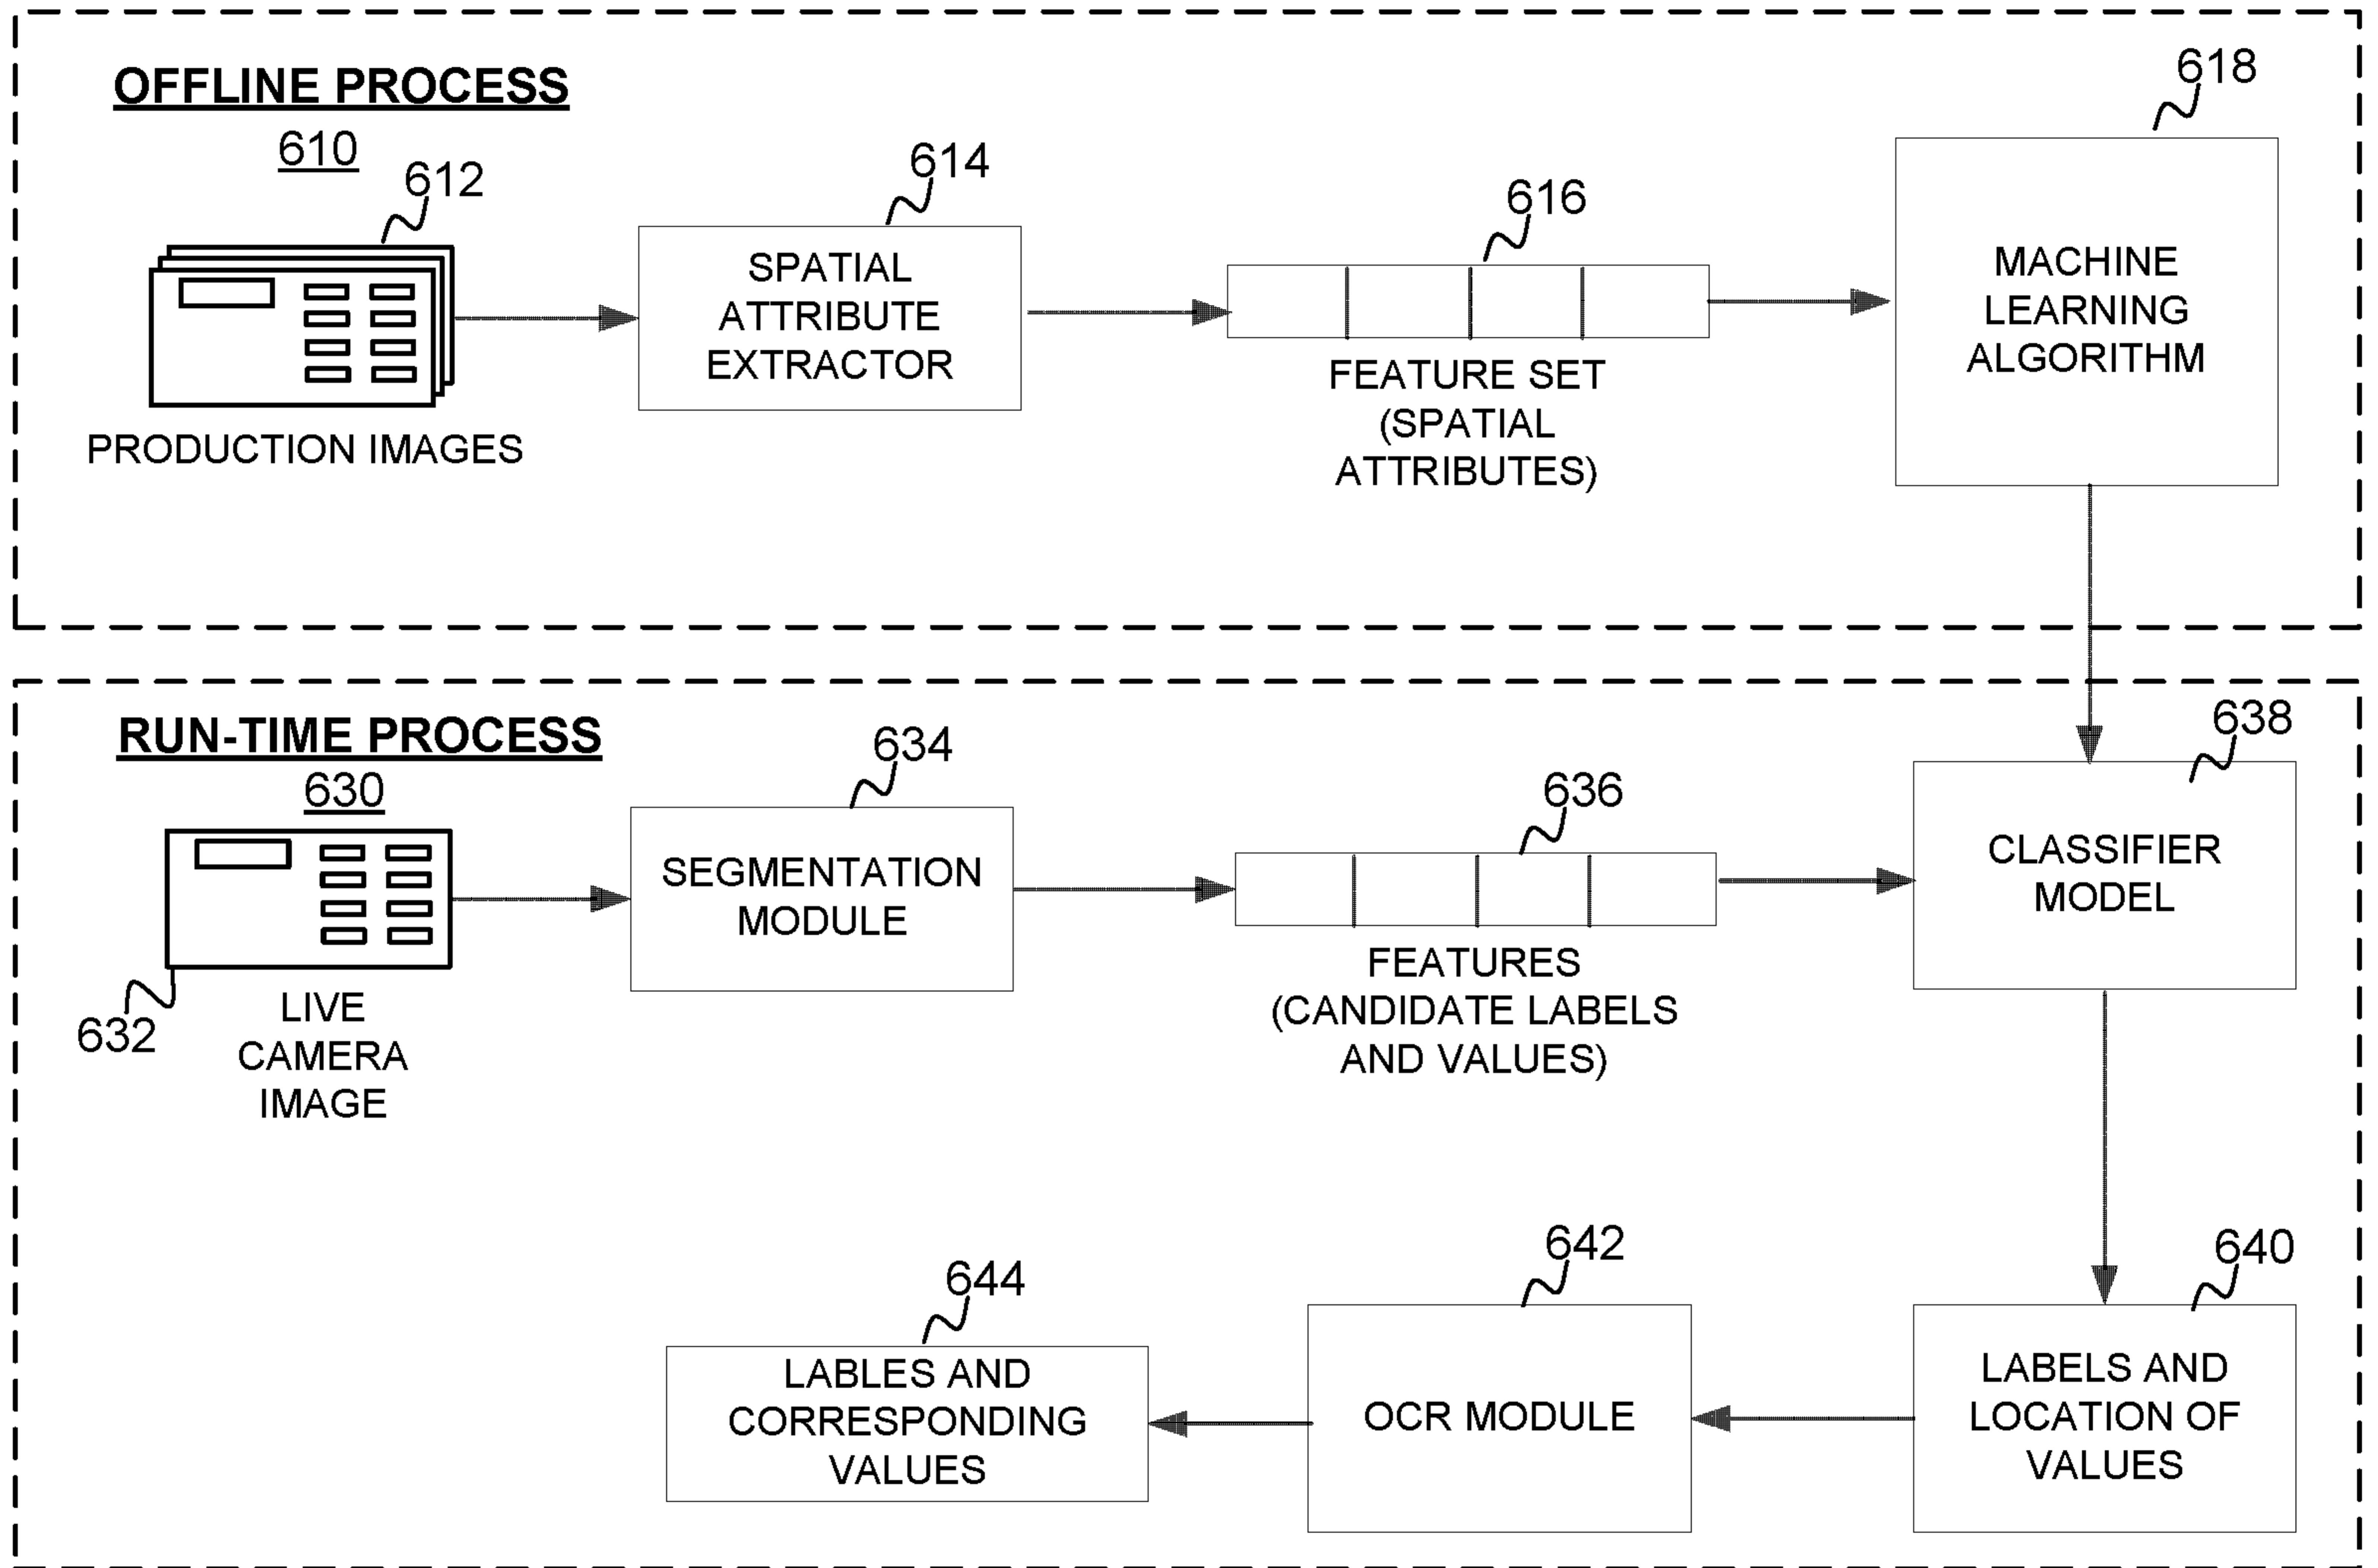 OFFLINE PROCESS
610
612
PRODUCTION IMAGES
614
SPATIAL
ATTRIBUTE
EXTRACTOR
616
FEATURE SET
(SPATIAL
ATTRIBUTES)
618
MACHINE
LEARNING
ALGORITHM
RUN-TIME PROCESS
630
632
LIVE
CAMERA
IMAGE
634
SEGMENTATION
MODULE
636
FEATURES
(CANDIDATE LABELS
AND VALUES)
638
CLASSIFIER
MODEL
640
LABELS AND
LOCATION OF
VALUES
642
OCR MODULE
644
LABLES AND
CORRESPONDING
VALUES